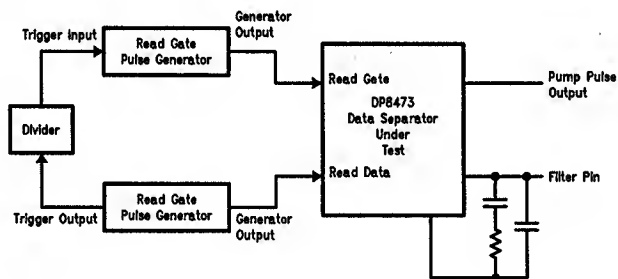 Trigger Input
Read Gate
Pulse Generator
Generator
Output
Divider
Trigger Output
Read Gate
Pulse Generator
Generator
Output
Read Gate
DP8473
Data Separator
Under
Test
Read Data
Pump Pulse
Output
Filter Pin